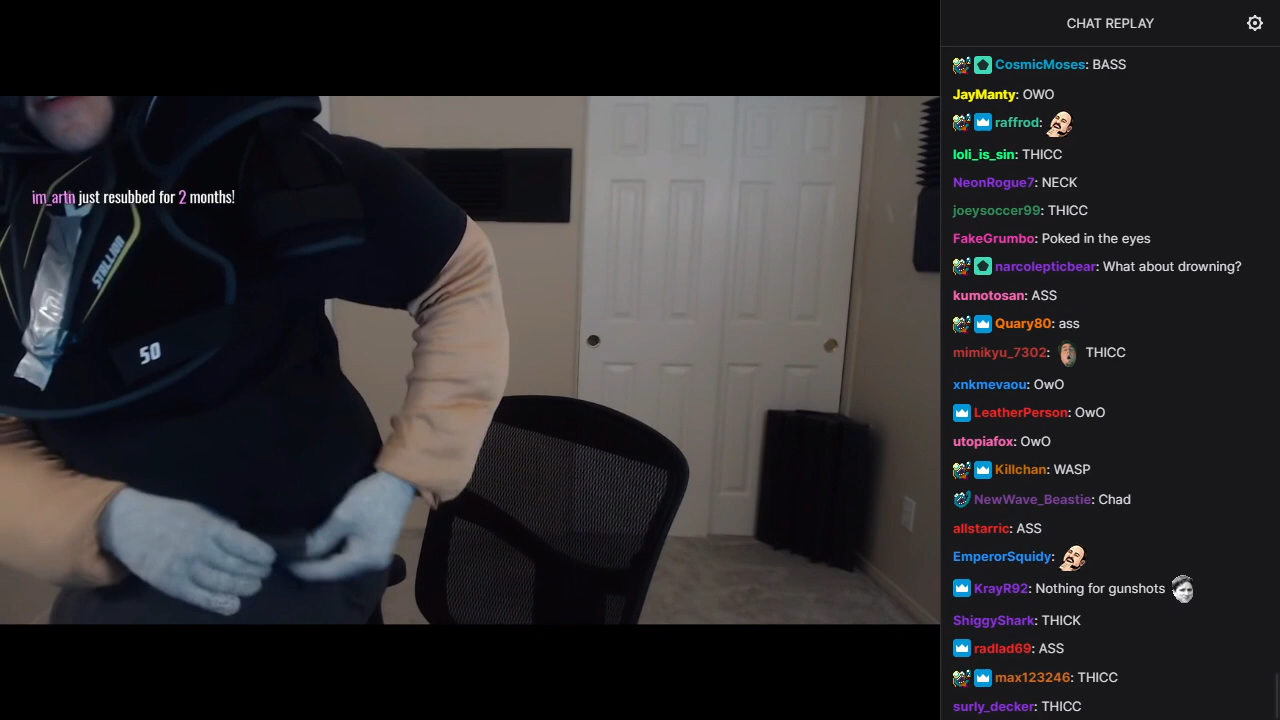 CHAT REPLAY
CosmicMoses: BASS
JayManty: OWO
raffrod:
loli_is_sin: THICC
NeonRogue7: NECK
joeysoccer99: THICC
FakeGrumbo: Poked in the eyes
narcolepticbear: What about drowning?
kumotosan: ASS
Quary80: ass
mimikyu_7302: THICC
xnkmevaou: OwO
LeatherPerson: OwO
utopiafox: OwO
Killchan: WASP
NewWave_Beastie: Chad
allstarric: ASS
EmperorSquidy:
KrayR92: Nothing for gunshots
ShiggyShark: THICK
radlad69: ASS
max123246: THICC
surly_decker: THICC
im_artn just resubbed for 2 months!
STALLION
50